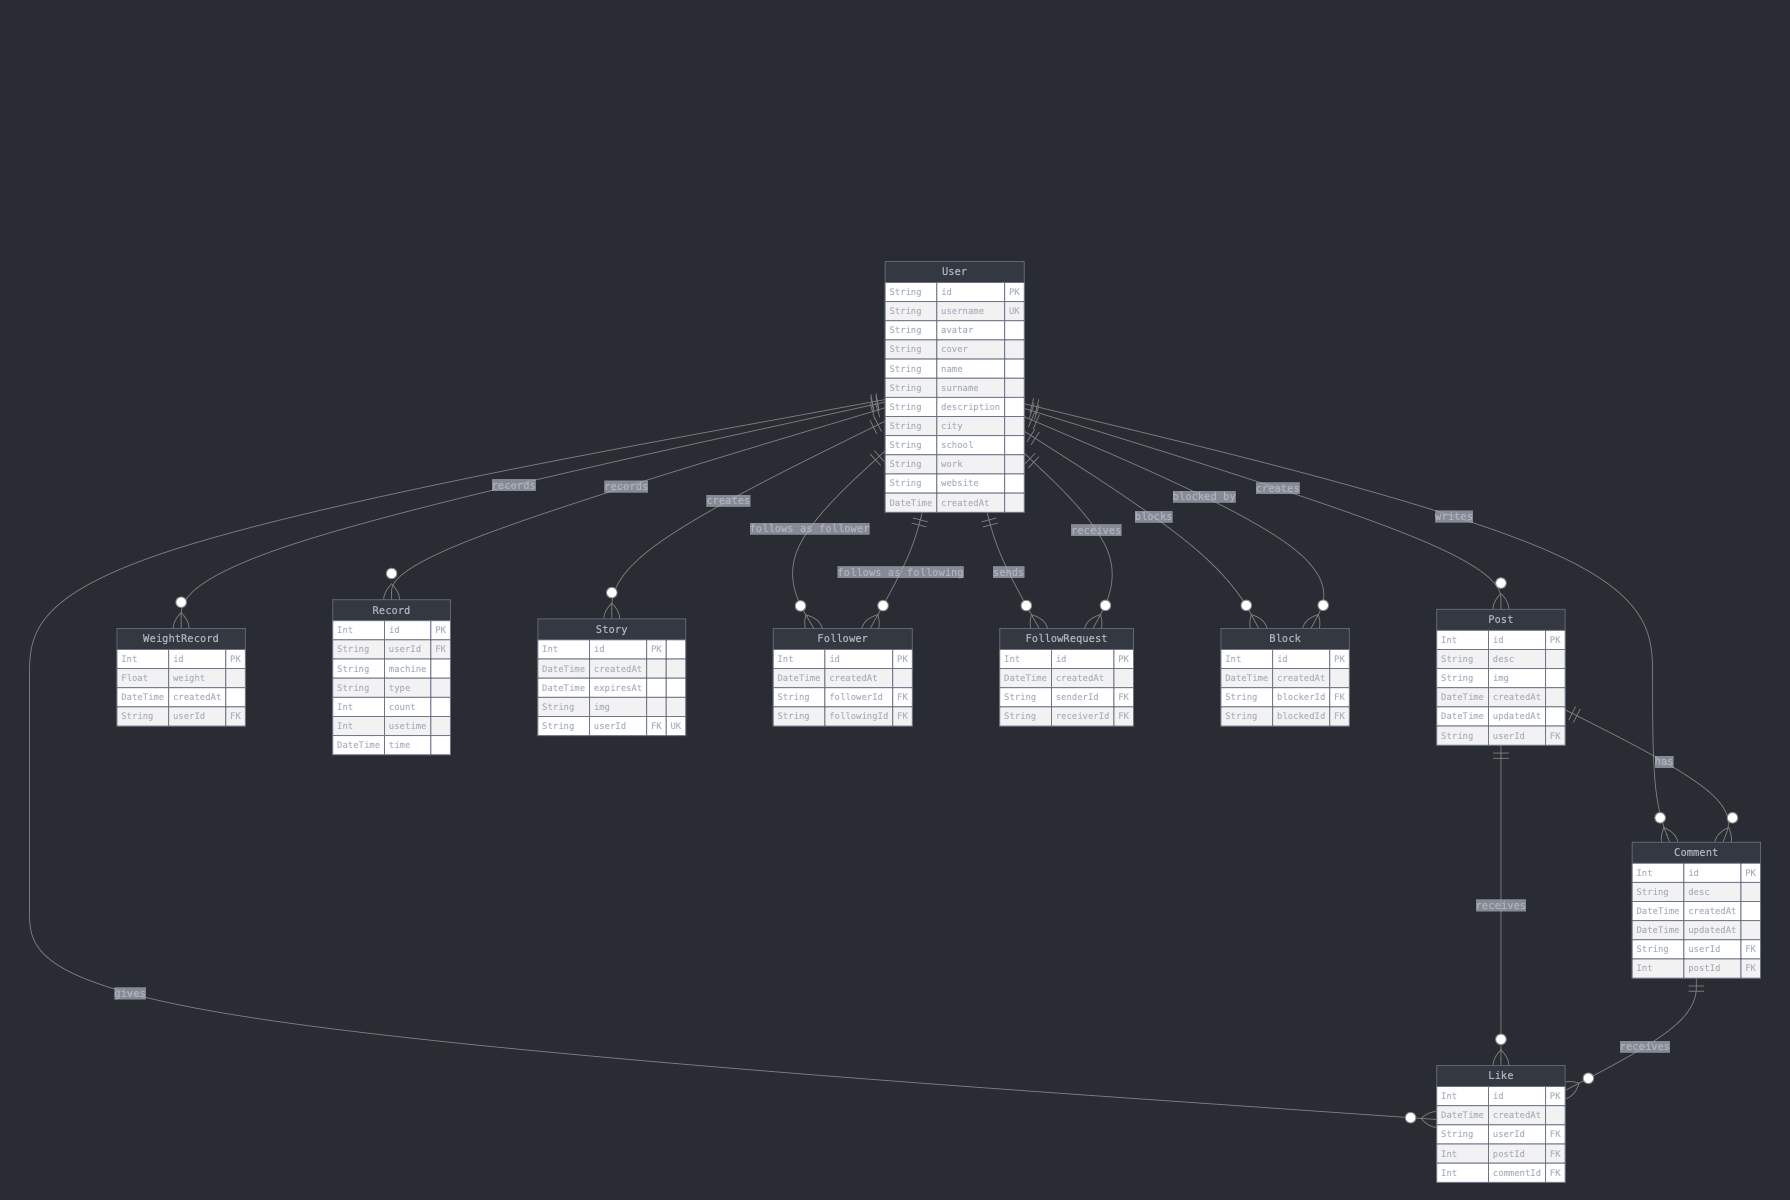 User
String id PK
String username UK
String avatar
String cover
String name
String surname
String description
String city
String school
String work
String website
DateTime createdAt
records
records
creates
follows as follower
follows as following
sends
receives
blocks
blocked by
creates
writes
WeightRecord
Int id PK
Float weight
DateTime createdAt
String userId FK
Record
Int id PK
String userId FK
String machine
String type
Int count
Int usetime
DateTime time
Story
Int id PK
DateTime createdAt
DateTime expiresAt
String img
String userId FK UK
Follower
Int id PK
DateTime createdAt
String followerId FK
String followingId FK
FollowRequest
Int id PK
DateTime createdAt
String senderId FK
String receiverId FK
Block
Int id PK
DateTime createdAt
String blockerId FK
String blockedId FK
Post
Int id PK
String desc
String img
DateTime createdAt
DateTime updatedAt
String userId FK
has
Comment
Int id PK
String desc
DateTime createdAt
DateTime updatedAt
String userId FK
Int postId FK
receives
gives
receives
Like
Int id PK
DateTime createdAt
String userId FK
Int postId FK
Int commentId FK